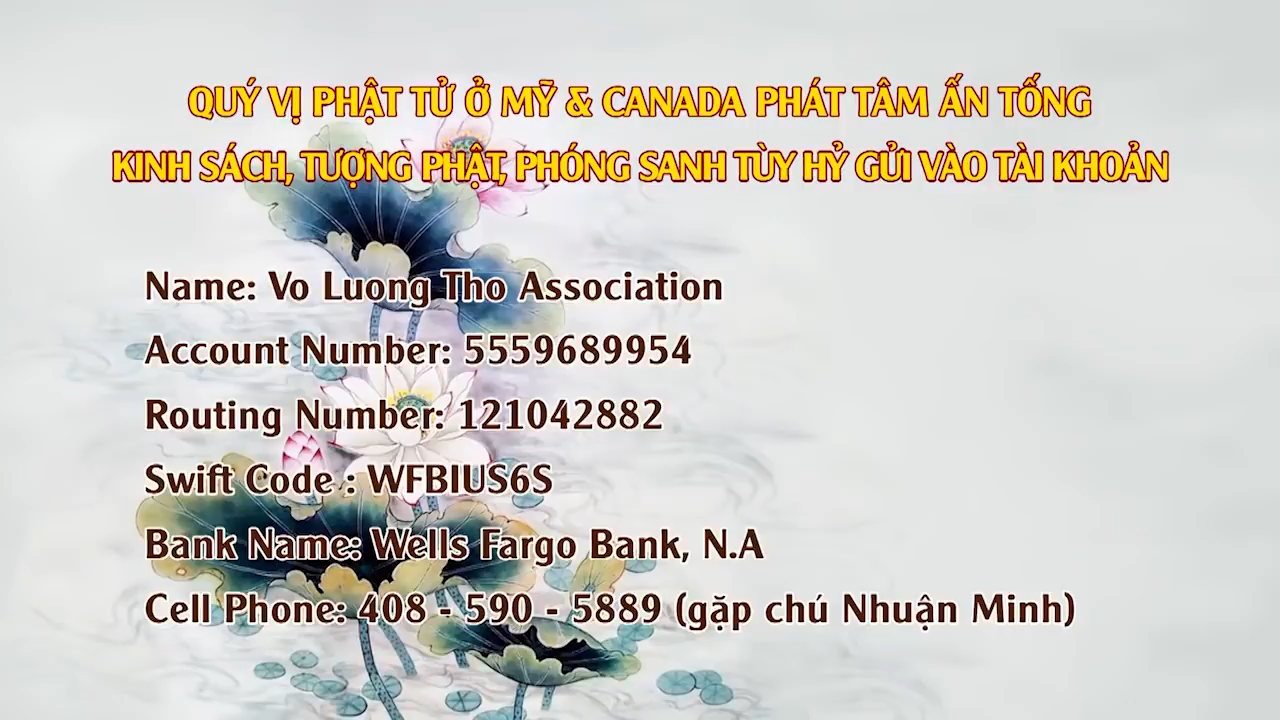 QUÝ VỊ PHẬT TỬ Ở MỸ & CANADA PHÁT TÂM ẤN TỐNG
KINH SÁCH, TƯỢNG PHẬT, PHÓNG SANH TÙY HỶ GỬI VÀO TÀI KHOẢN
Name: Vo Luong Tho Association
Account Number: 5559689954
Routing Number: 121042882
Swift Code : WFBIUS6S
Bank Name: Wells Fargo Bank, N.A
Cell Phone: 408 - 590 - 5889 (gặp chú Nhuận Minh)